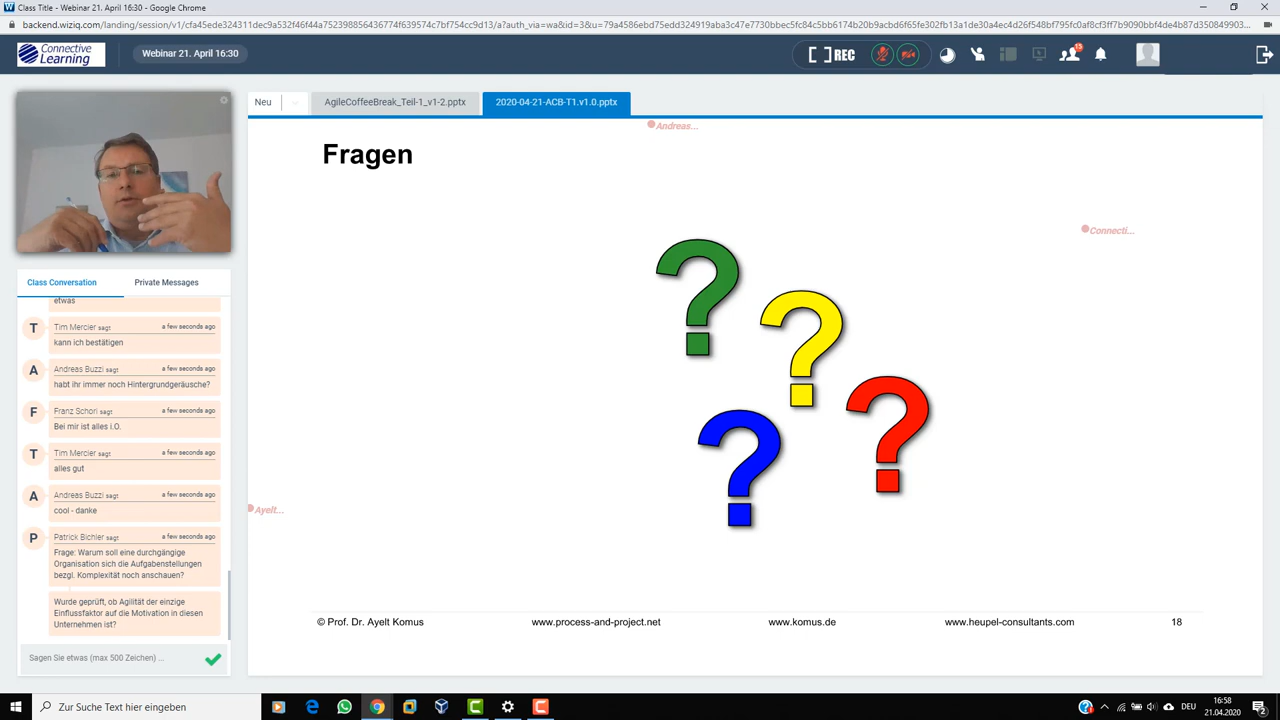 Class Title - Webinar 21. April 16:30 - Google Chrome
backend.wiziq.com/landing/session/v1/
Connective
Learning
Webinar 21. April 16:30
REC
15
Neu
AgileCoffeeBreak_Teil-1_v1-2.pptx
2020-04-21-ACB-T1.v1.0.pptx
Andreas...
Fragen
Connecti...
Ayelt...
Class Conversation
Private Messages
etwas
T
Tim Mercier sagt
a few seconds ago
kann ich bestätigen
A
Andreas Buzzi sagt
a few seconds ago
habt ihr immer noch Hintergrundgeräusche?
F
Franz Schori sagt
a few seconds ago
Bei mir ist alles i.O.
T
Tim Mercier sagt
a few seconds ago
alles gut
A
Andreas Buzzi sagt
a few seconds ago
cool - danke
P
Patrick Bichler sagt
a few seconds ago
Frage: Warum soll eine durchgängige
Organisation sich die Aufgabenstellungen
bezgl. Komplexität noch anschauen?
Wurde geprüft, ob Agilität der einzige
Einflussfaktor auf die Motivation in diesen
Unternehmen ist?
Sagen Sie etwas (max 500 Zeichen) ...
? ? ? ?
© Prof. Dr. Ayelt Komus
www.process-and-project.net
www.komus.de
www.heupel-consultants.com
18
Zur Suche Text hier eingeben
DEU
16:58
21.04.2020
2